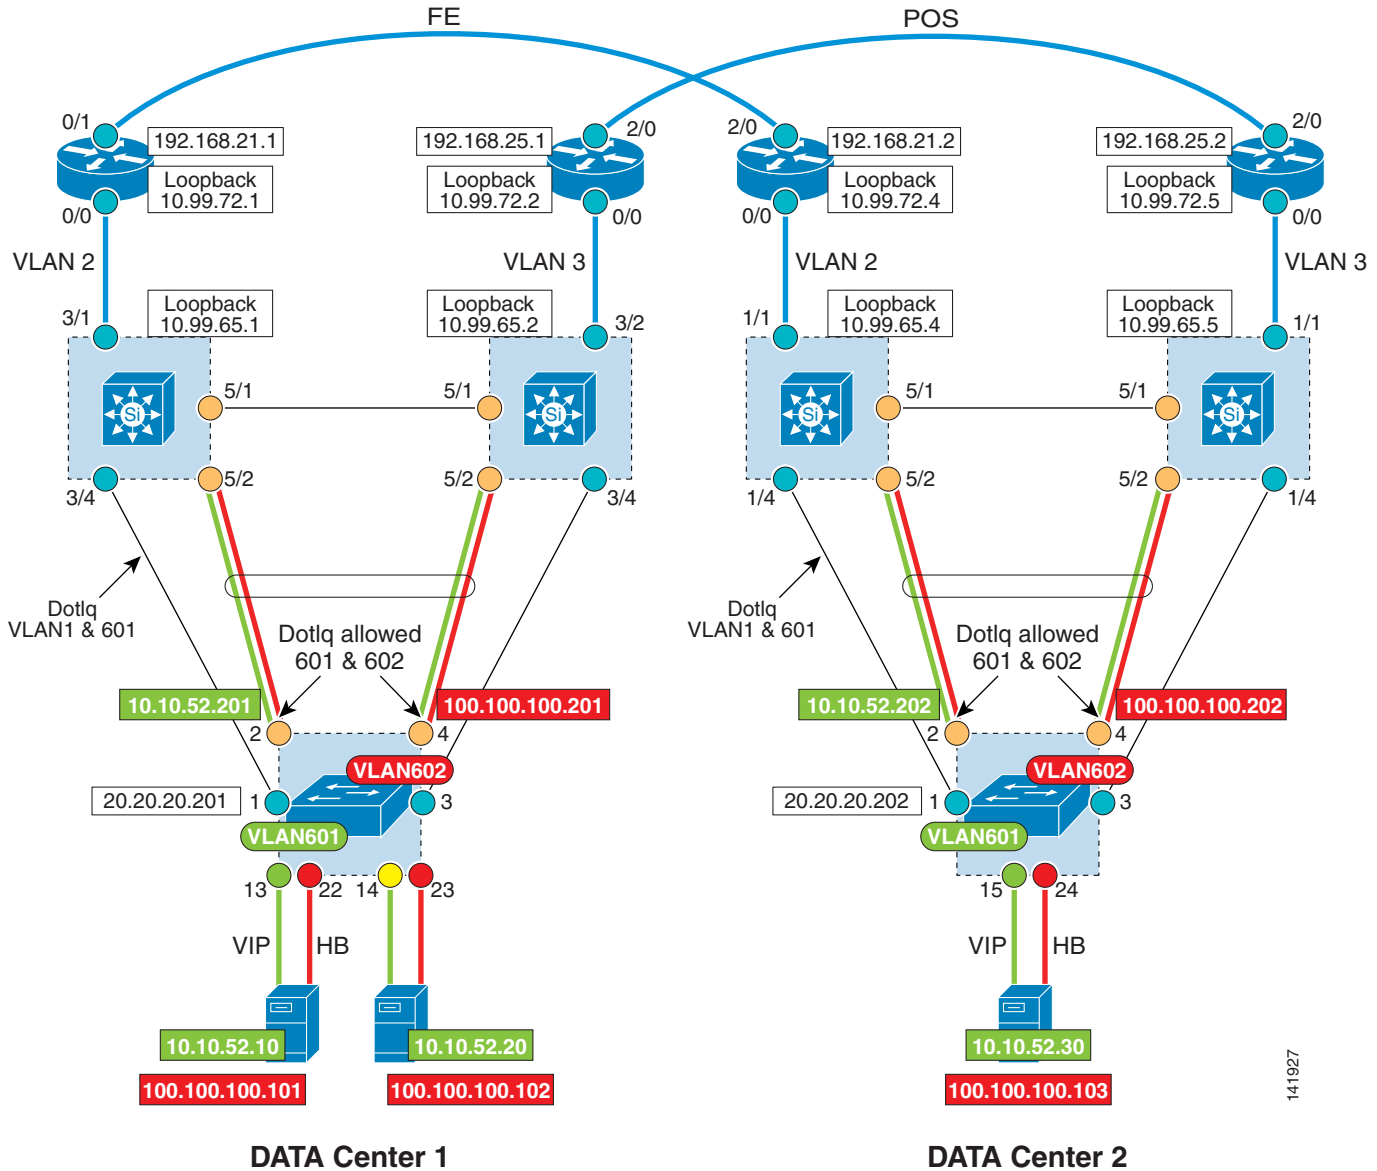 FE
POS
0/1
192.168.21.1
192.168.25.1
2/0
2/0
192.168.21.2
192.168.25.2
2/0
Loopback
10.99.72.1
Loopback
10.99.72.2
Loopback
10.99.72.4
Loopback
10.99.72.5
0/0
0/0
0/0
0/0
VLAN 2
VLAN 3
VLAN 2
VLAN 3
Loopback
10.99.65.1
Loopback
10.99.65.2
Loopback
10.99.65.4
Loopback
10.99.65.5
3/1
3/2
1/1
1/1
Si
5/1
5/1
Si
Si
5/1
5/1
Si
3/4
5/2
5/2
3/4
1/4
5/2
5/2
1/4
Dotlq
VLAN1 & 601
Dotlq allowed
601 & 602
Dotlq
VLAN1 & 601
Dotlq allowed
601 & 602
10.10.52.201
100.100.100.201
10.10.52.202
100.100.100.202
2
4
2
4
VLAN602
VLAN602
20.20.20.201
1
3
20.20.20.202
1
3
VLAN601
VLAN601
13
22
14
23
15
24
VIP
HB
VIP
HB
10.10.52.10
10.10.52.20
10.10.52.30
100.100.100.101
100.100.100.102
100.100.100.103
141927
DATA Center 1
DATA Center 2